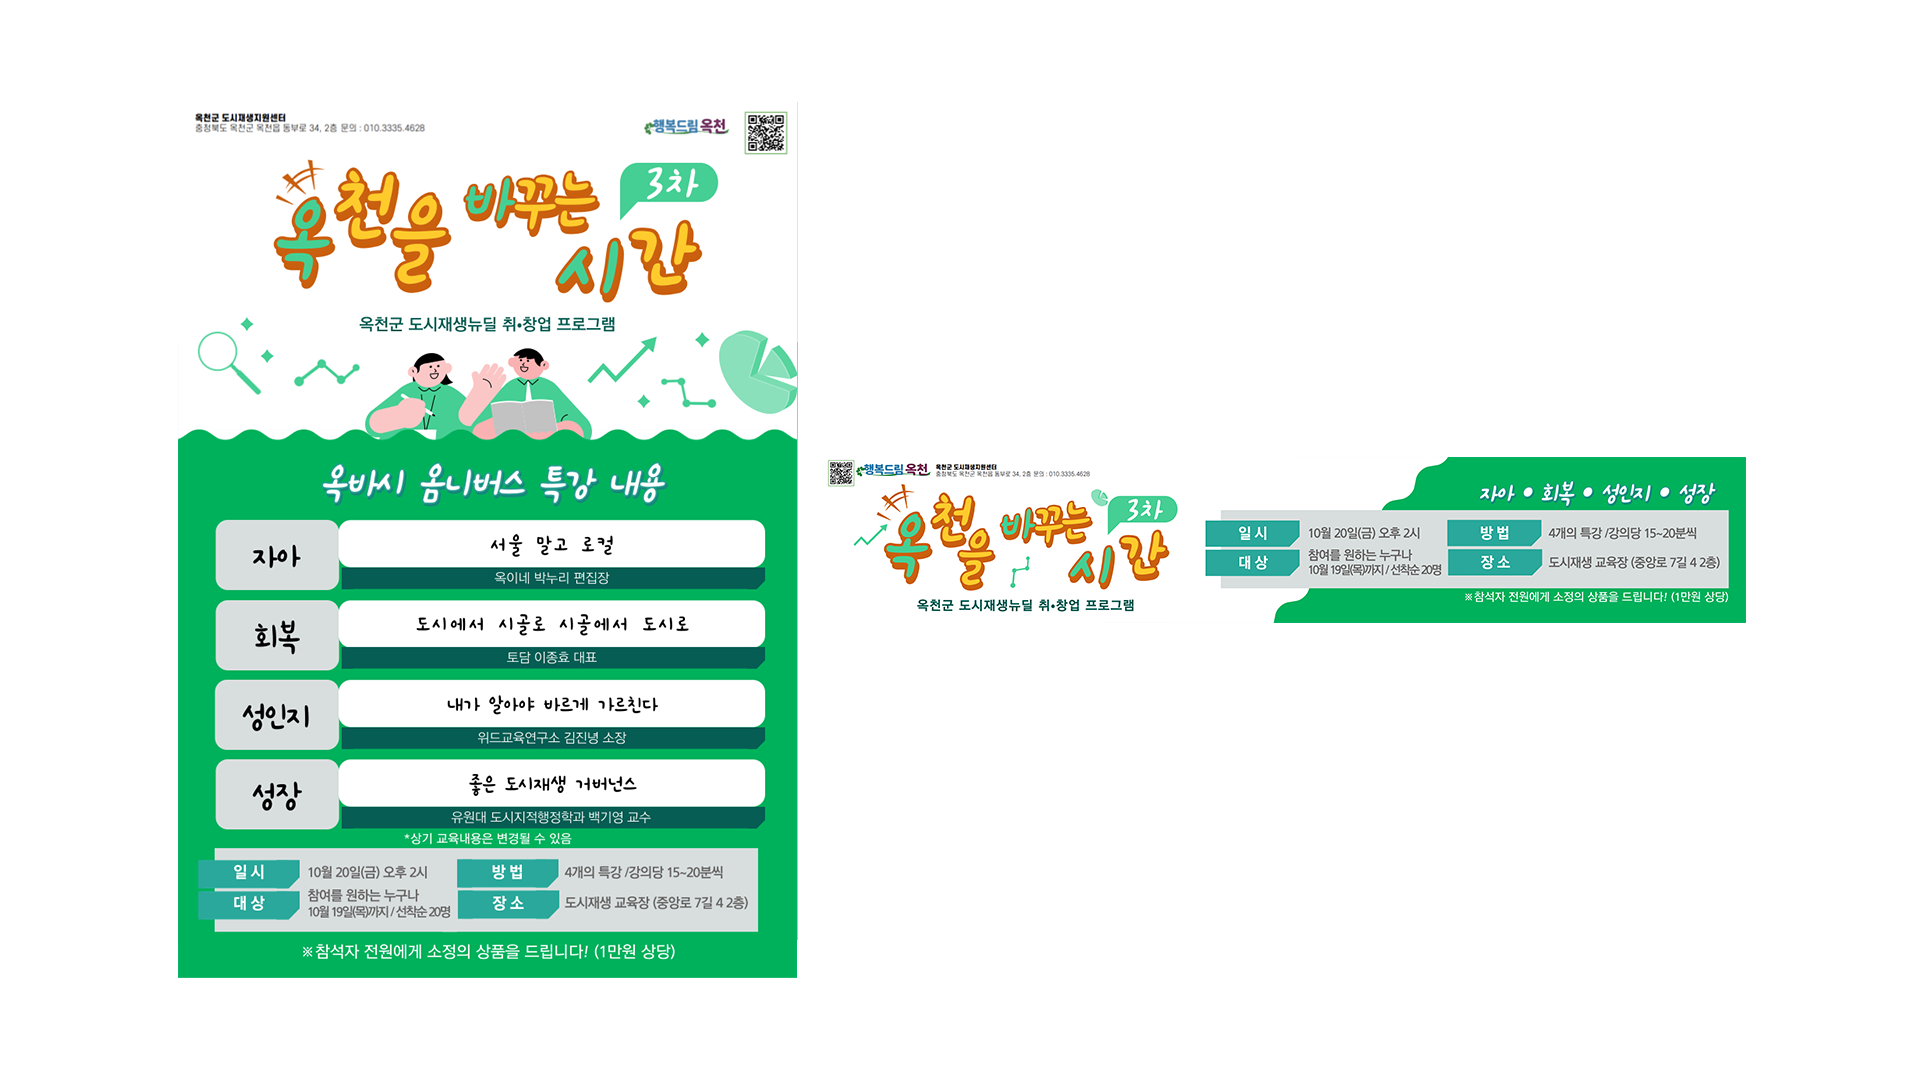 옥천군 도시재생지원센터
충청북도 옥천군 옥천읍 동부로 34, 2층 문의 : 010.3335.4628
행복드림 옥천
옥천을 바꾸는 시간
3차
옥천군 도시재생뉴딜 취•창업 프로그램
옥바시 옴니버스 특강 내용
자아
서울 말고 로컬
옥이네 박누리 편집장
회복
도시에서 시골로 시골에서 도시로
토담 이종효 대표
성인지
내가 알아야 바르게 가르친다
위드교육연구소 김진녕 소장
성장
좋은 도시재생 거버넌스
유원대 도시지적행정학과 백기영 교수
*상기 교육내용은 변경될 수 있음
일 시
10월 20일(금) 오후 2시
방 법
4개의 특강 /강의당 15~20분씩
대 상
참여를 원하는 누구나
10월 19일(목)까지 / 선착순 20명
장 소
도시재생 교육장 (중앙로 7길 4 2층)
※참석자 전원에게 소정의 상품을 드립니다! (1만원 상당)
행복드림 옥천
옥천군 도시재생지원센터
충청북도 옥천군 옥천읍 동부로 34, 2층 문의 : 010.3335.4628
옥천을 바꾸는 시간
3차
옥천군 도시재생뉴딜 취•창업 프로그램
자아 • 회복 • 성인지 • 성장
일 시
10월 20일(금) 오후 2시
방 법
4개의 특강 /강의당 15~20분씩
대 상
참여를 원하는 누구나
10월 19일(목)까지 / 선착순 20명
장 소
도시재생 교육장 (중앙로 7길 4 2층)
※참석자 전원에게 소정의 상품을 드립니다! (1만원 상당)